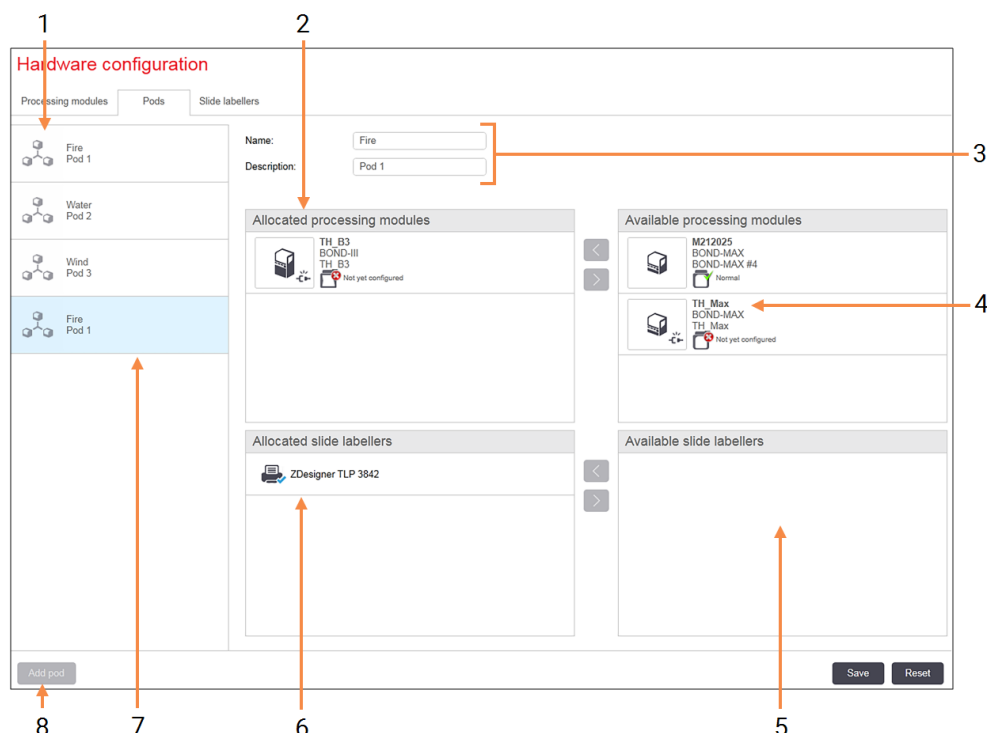 1
2
Hardware configuration
Processing modules
Pods
Slide labellers
Fire
Pod 1
Water
Pod 2
Wind
Pod 3
Fire
Pod 1
Name:
Fire
Description:
Pod 1
3
Allocated processing modules
TH_B3
BOND-III
TH_B3
Not yet configured
<
>
Available processing modules
M212025
BOND-MAX
BOND-MAX #4
Normal
TH_Max
BOND-MAX
TH_Max
Not yet configured
4
Allocated slide labellers
ZDesigner TLP 3842
<
>
Available slide labellers
Add pod
Save
Reset
8
7
6
5